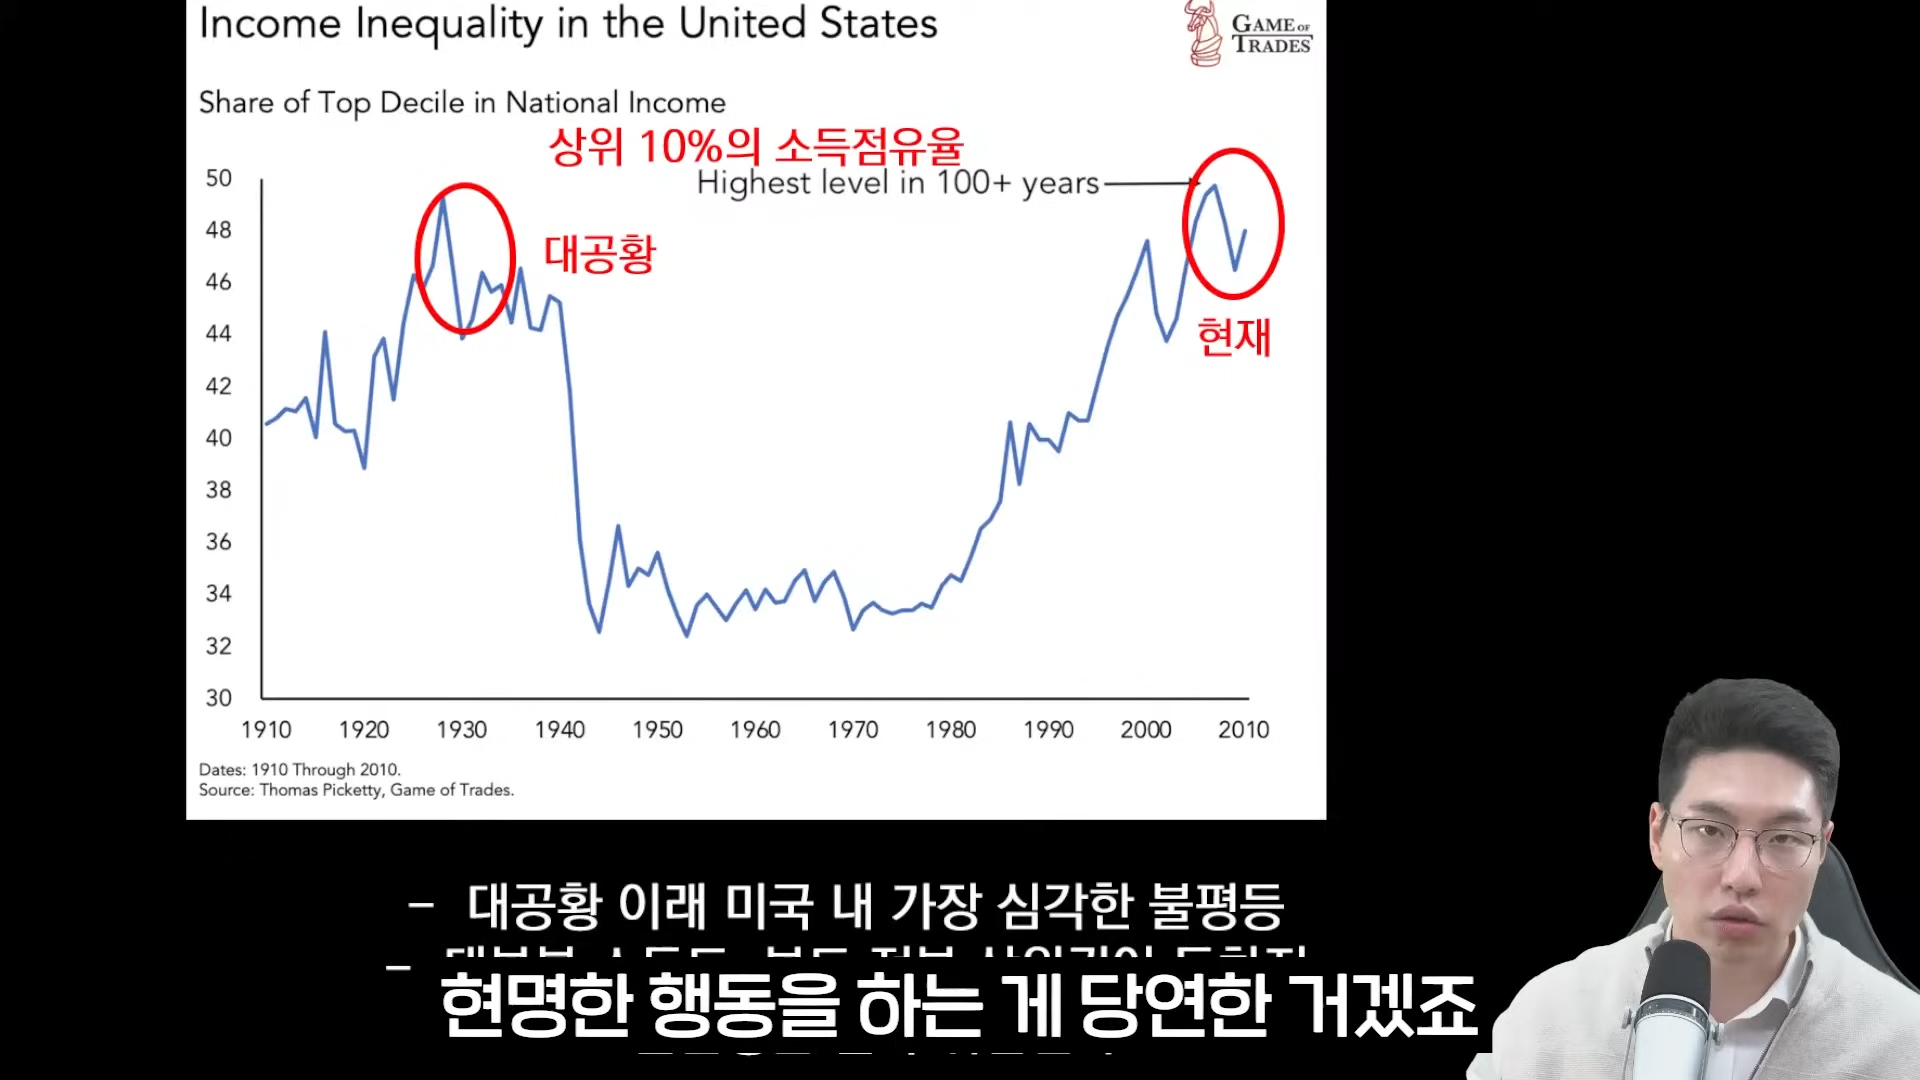 Income Inequality in the United States
GAME OF
TRADES
Share of Top Decile in National Income
상위 10%의 소득점유율
Highest level in 100+ years
대공황
현재
50
48
46
44
42
40
38
36
34
32
30
1910 1920 1930 1940 1950 1960 1970 1980 1990 2000 2010
Dates: 1910 Through 2010.
Source: Thomas Picketty, Game of Trades.
- 대공황 이래 미국 내 가장 심각한 불평등
-
현명한 행동을 하는 게 당연한 거겠죠